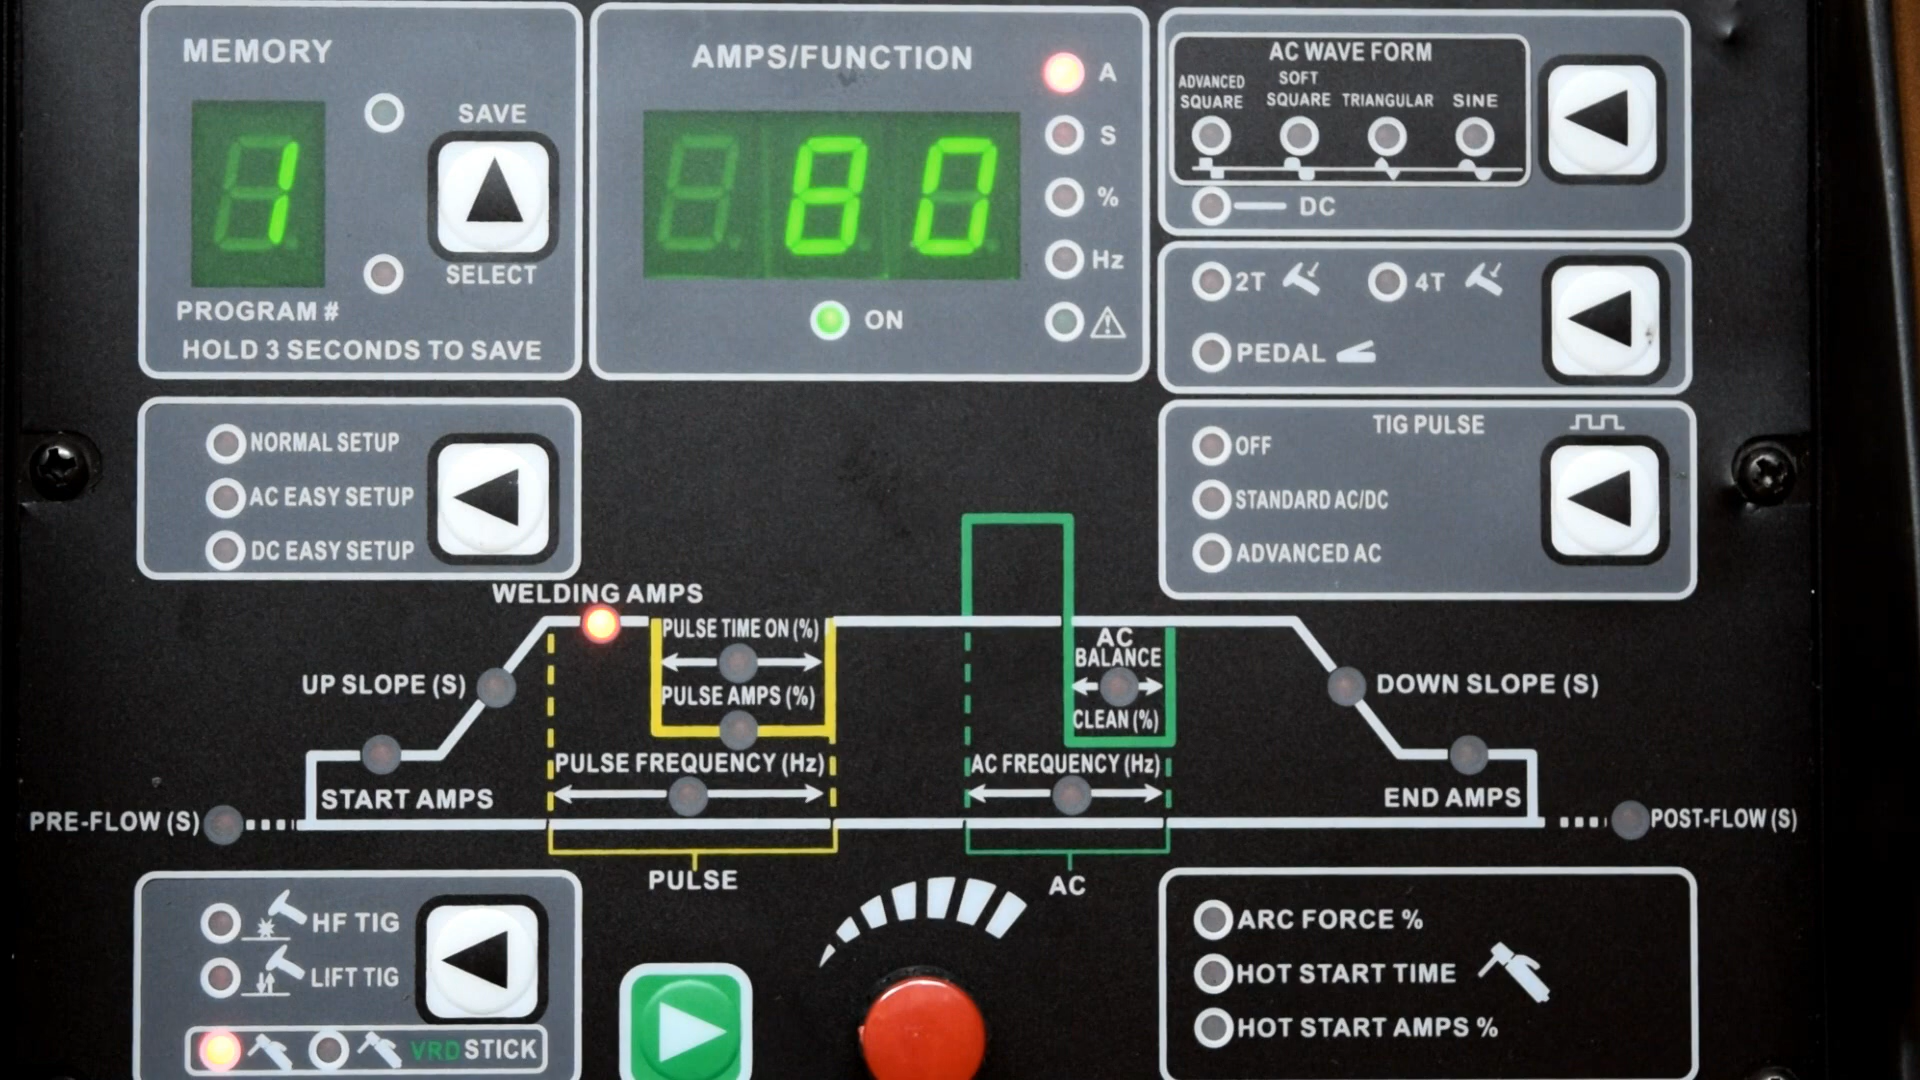 MEMORY
1
SAVE
SELECT
PROGRAM #
HOLD 3 SECONDS TO SAVE
AMPS/FUNCTION
80
ON
A
S
%
Hz
AC WAVE FORM
ADVANCED SQUARE
SOFT SQUARE
TRIANGULAR
SINE
DC
2T
4T
PEDAL
NORMAL SETUP
AC EASY SETUP
DC EASY SETUP
TIG PULSE
OFF
STANDARD AC/DC
ADVANCED AC
WELDING AMPS
PULSE TIME ON (%)
UP SLOPE (S)
PULSE AMPS (%)
PULSE FREQUENCY (Hz)
START AMPS
PRE-FLOW (S)
PULSE
AC
BALANCE
CLEAN (%)
AC FREQUENCY (Hz)
AC
DOWN SLOPE (S)
END AMPS
POST-FLOW (S)
HF TIG
LIFT TIG
VRD STICK
ARC FORCE %
HOT START TIME
HOT START AMPS %